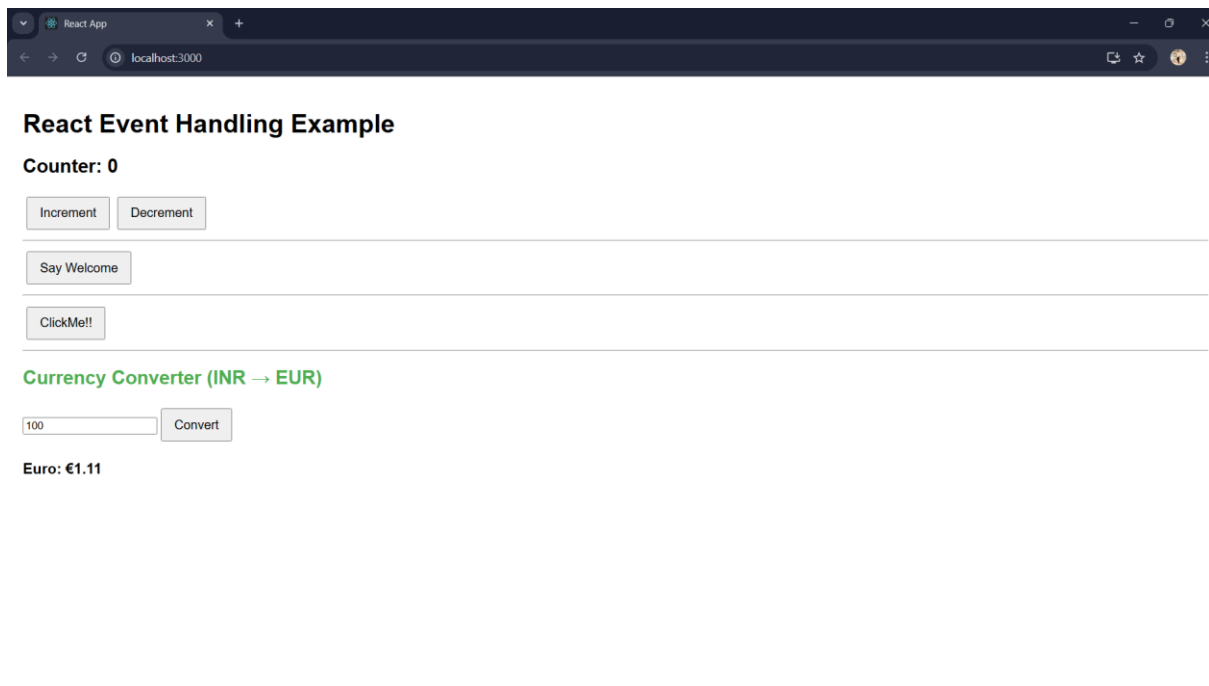 React App
localhost:3000
React Event Handling Example
Counter: 0
Increment Decrement
Say Welcome
ClickMe!!
Currency Converter (INR → EUR)
100 Convert
Euro: €1.11